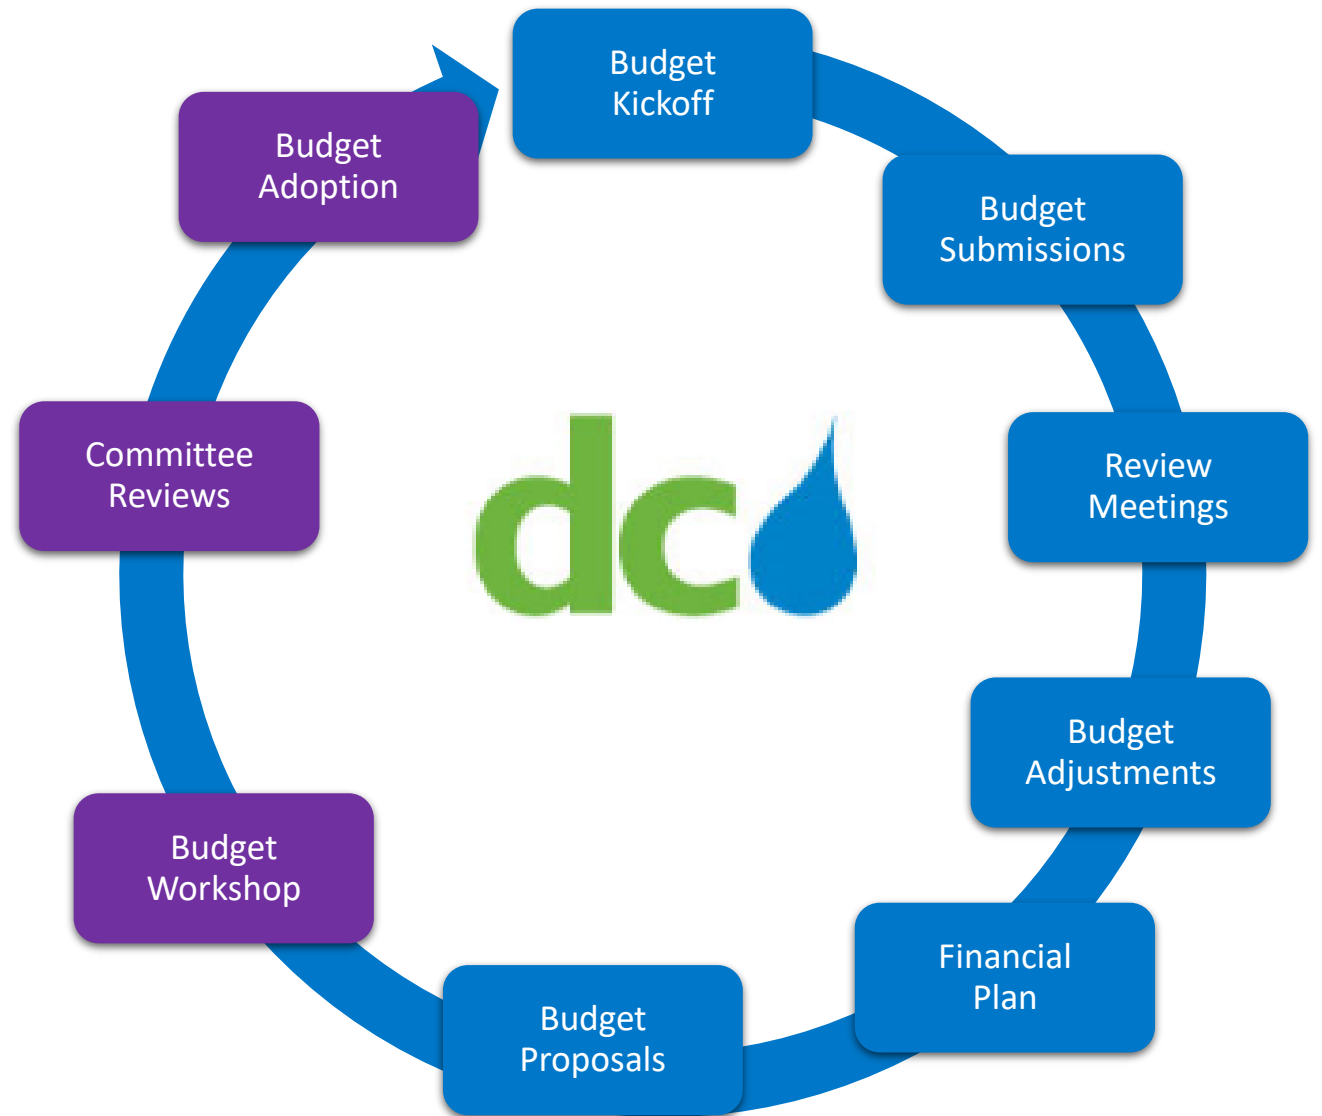 Budget
Kickoff
Budget
Submissions
Review
Meetings
Budget
Adjustments
Financial
Plan
Budget
Proposals
Budget
Workshop
Committee
Reviews
Budget
Adoption
dc